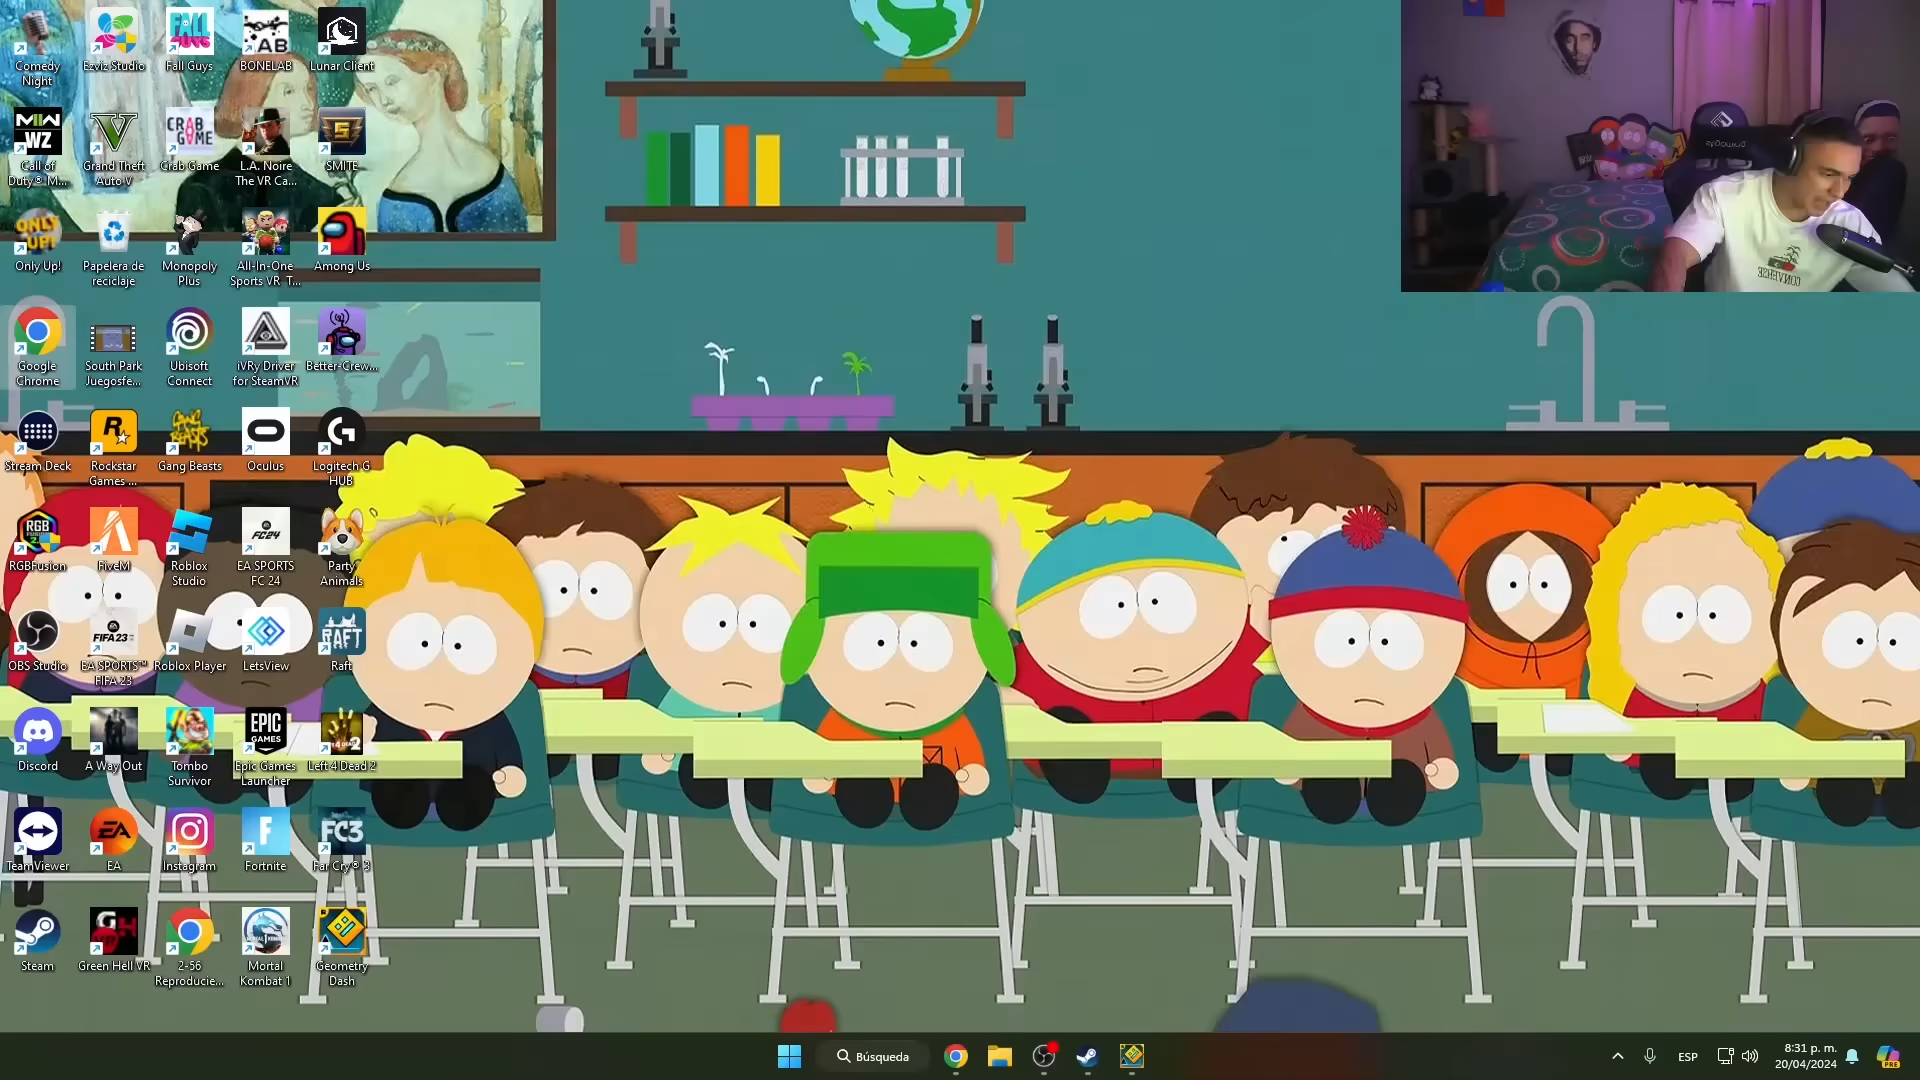 Comedy Night
Ezviz Studio
Fall Guys
BONELAB
Lunar Client
Call of Duty® M...
Grand Theft Auto V
Crab Game
L.A. Noire The VR Ca...
SMITE
Only Up!
Papelera de reciclaje
Monopoly Plus
All-In-One Sports VR T...
Among Us
Google Chrome
South Park Juegosfe...
Ubisoft Connect
iVRy Driver for SteamVR
Better-Crew...
Stream Deck
Rockstar Games ...
Gang Beasts
Oculus
Logitech G HUB
RGBFusion
FiveM
Roblox Studio
EA SPORTS FC 24
Party Animals
OBS Studio
EA SPORTS™ FIFA 23
Roblox Player
LetsView
Raft
Discord
A Way Out
Tombo Survivor
Epic Games Launcher
Left 4 Dead 2
TeamViewer
EA
Instagram
Fortnite
Far Cry® 3
Steam
Green Hell VR
2-56 Reproducie...
Mortal Kombat 1
Geometry Dash
Búsqueda
ESP
8:31 p. m.
20/04/2024